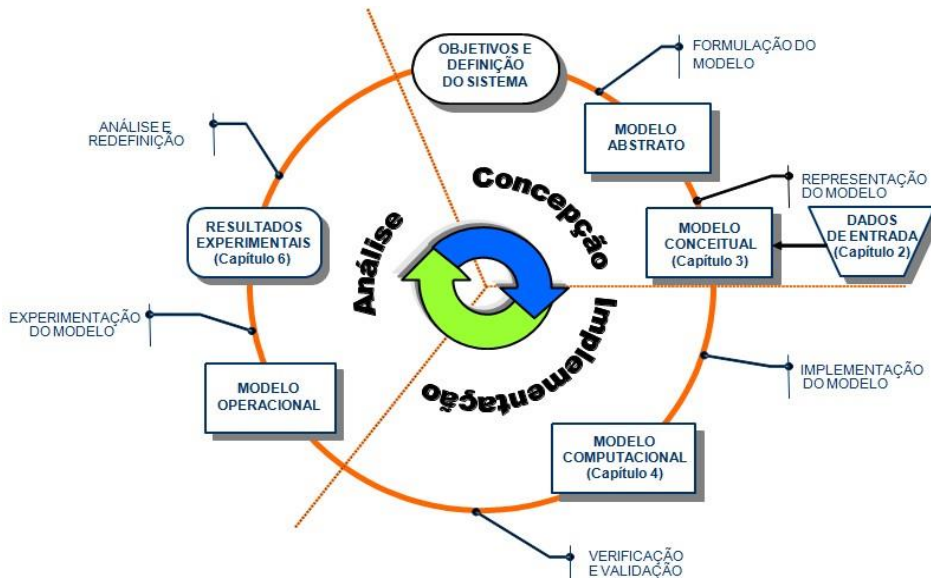 OBJETIVOS E
DEFINIÇÃO
DO SISTEMA
FORMULAÇÃO DO
MODELO
MODELO
ABSTRATO
REPRESENTAÇÃO
DO MODELO
MODELO
CONCEITUAL
(Capítulo 3)
DADOS
DE ENTRADA
(Capítulo 2)
IMPLEMENTAÇÃO
DO MODELO
MODELO
COMPUTACIONAL
(Capítulo 4)
VERIFICAÇÃO
E VALIDAÇÃO
MODELO
OPERACIONAL
EXPERIMENTAÇÃO
DO MODELO
RESULTADOS
EXPERIMENTAIS
(Capítulo 6)
ANÁLISE E
REDEFINIÇÃO
Concepção
Implementação
Análise